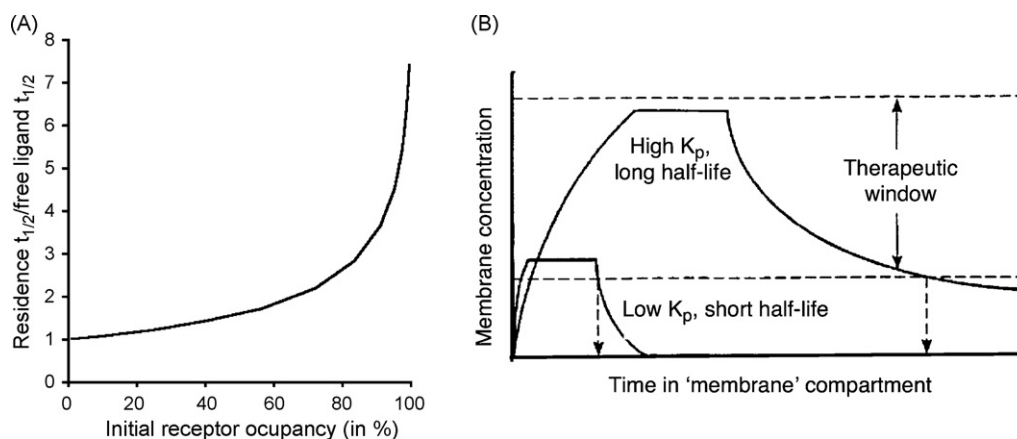 (A)
8
7
6
5
4
3
2
1
0
Residence t1/2/free ligand t1/2
0 20 40 60 80 100
Initial receptor ocupancy (in %)
(B)
Membrane concentration
High Kp,
long half-life
Therapeutic
window
Low Kp, short half-life
Time in 'membrane' compartment